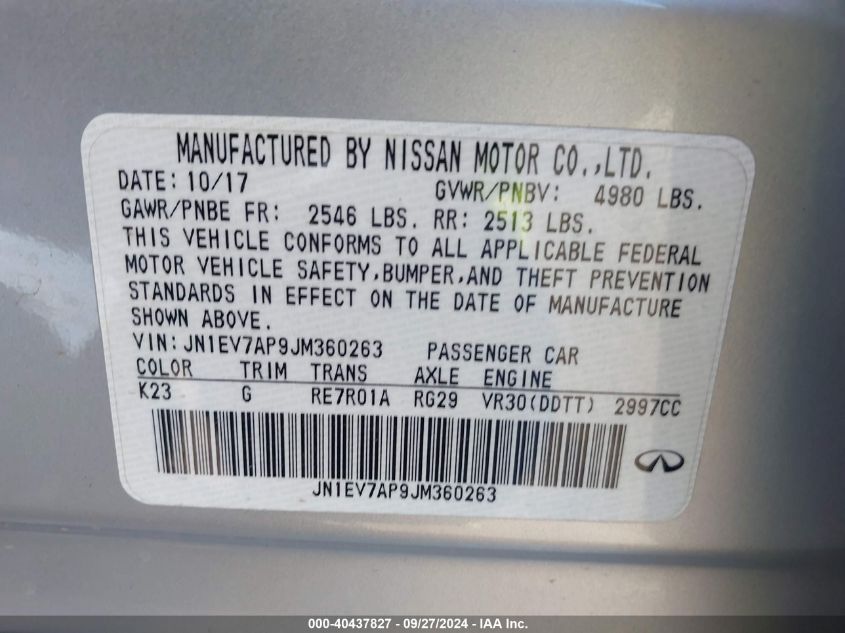 MANUFACTURED BY NISSAN MOTOR CO.,LTD.
DATE: 10/17 GVWR/PNBV: 4980 LBS.
GAWR/PNBE FR: 2546 LBS. RR: 2513 LBS.
THIS VEHICLE CONFORMS TO ALL APPLICABLE FEDERAL
MOTOR VEHICLE SAFETY,BUMPER,AND THEFT PREVENTION
STANDARDS IN EFFECT ON THE DATE OF MANUFACTURE
SHOWN ABOVE.
VIN: JN1EV7AP9JM360263 PASSENGER CAR
COLOR TRIM TRANS AXLE ENGINE
K23 G RE7R01A RG29 VR30(DDTT) 2997CC
JN1EV7AP9JM360263
000-40437827 - 09/27/2024 - IAA Inc.